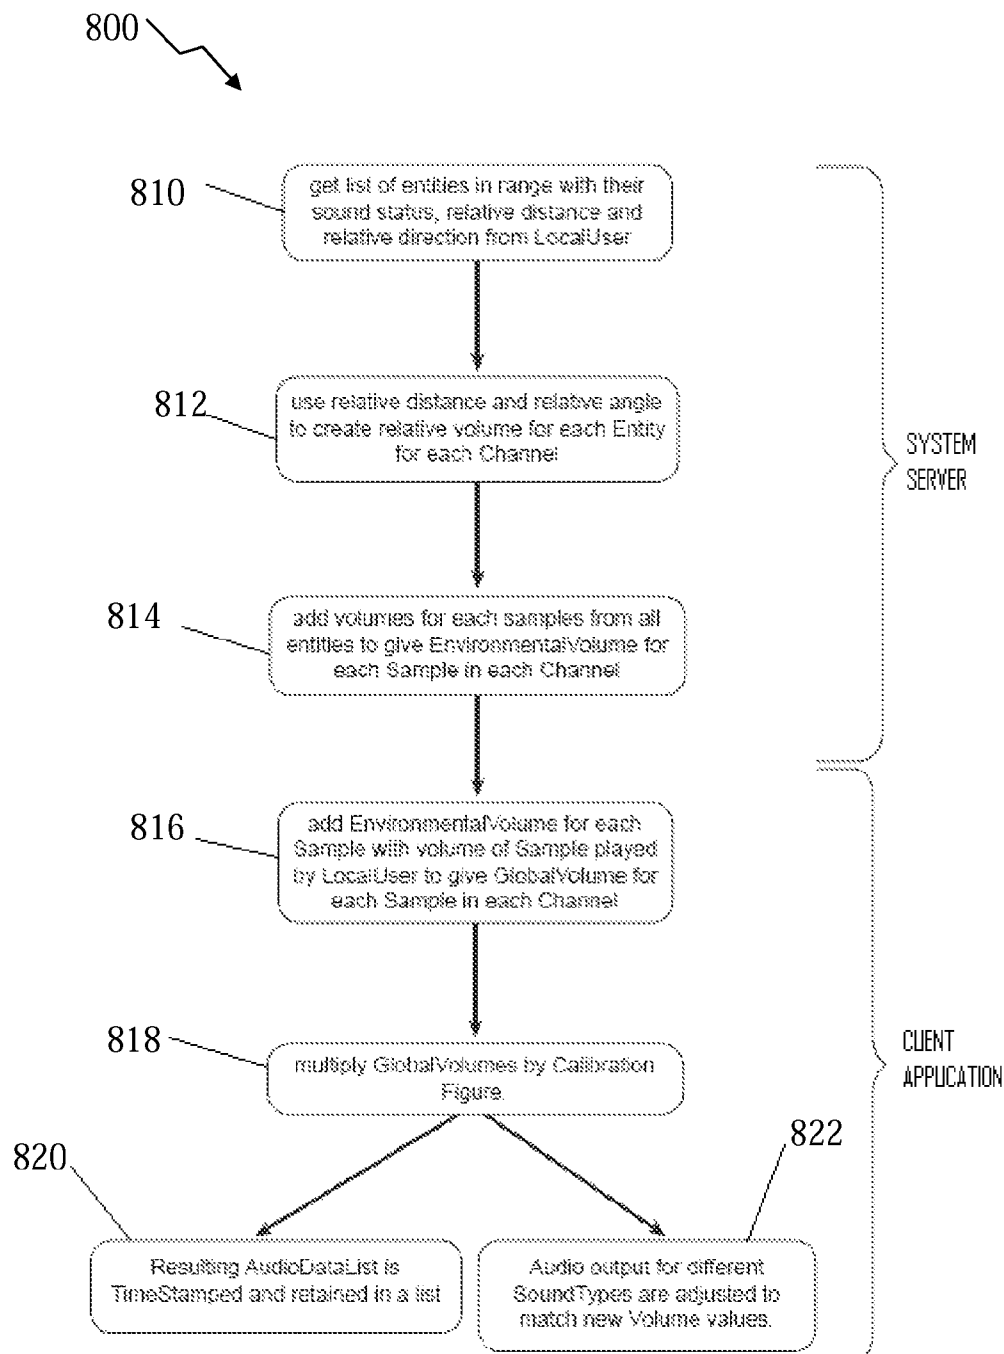 800
810
get list of entities in range with their
sound status, relative distance and
relative direction from LocalUser
812
use relative distance and relative angle
to create relative volume for each Entity
for each Channel
SYSTEM
SERVER
814
add volumes for each samples from all
entities to give EnvironmentalVolume for
each Sample in each Channel
816
add EnvironmentalVolume for each
Sample with volume of Sample played
by LocalUser to give GlobalVolume for
each Sample in each Channel
818
multiply GlobalVolumes by Calibration
Figure.
CLIENT
APPLICATION
820
822
Resulting AudioDataList is
TimeStamped and retained in a list
Audio output for different
SoundTypes are adjusted to
match new Volume values.